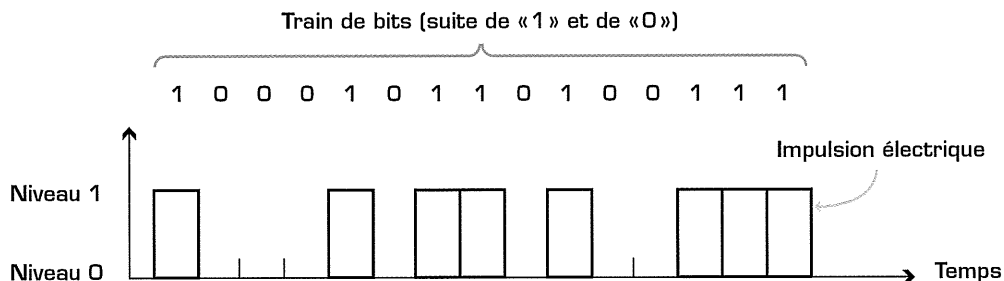 Train de bits (suite de «1» et de «0»)
1 0 0 0 1 0 1 1 0 1 0 0 1 1 1
Impulsion électrique
Niveau 1
Niveau 0
Temps